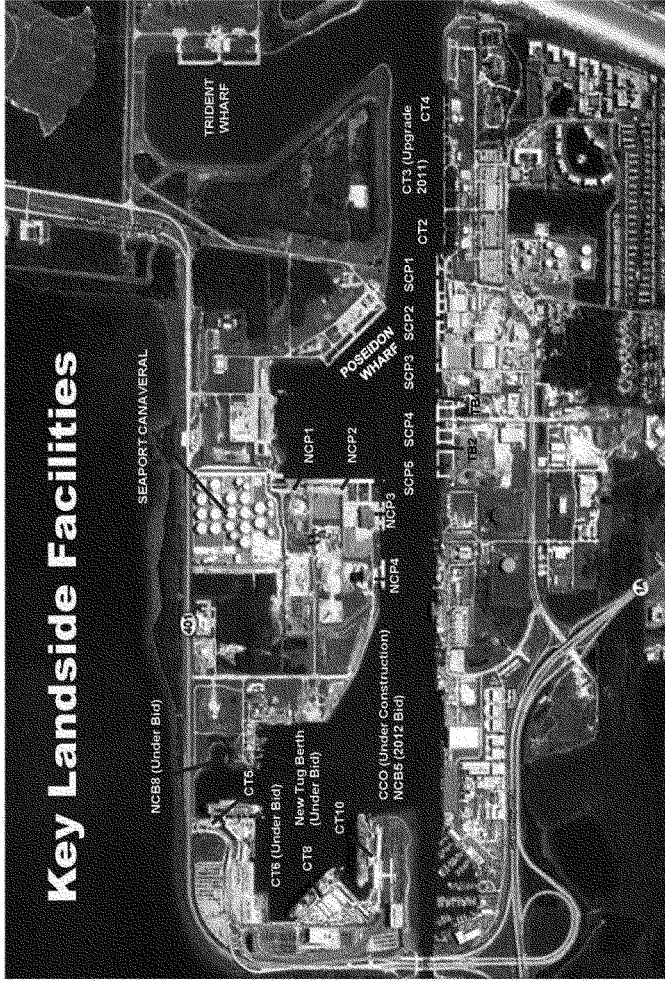 Key Landside Facilities
SEAPORT CANAVERAL
TRIDENT
WHARF
NCB8 (Under Bid)
401
CT5
CT6 (Under Bid)
New Tug Berth
(Under Bid)
CT8
CT10
CCO (Under Construction)
NCB5 (2012 Bid)
NCP1
NCP2
NCP3
NCP4
POSEIDON
WHARF
SCP5
SCP4
SCP3
SCP2
SCP1
CT2
CT3 (Upgrade
2011)
CT4
TB2